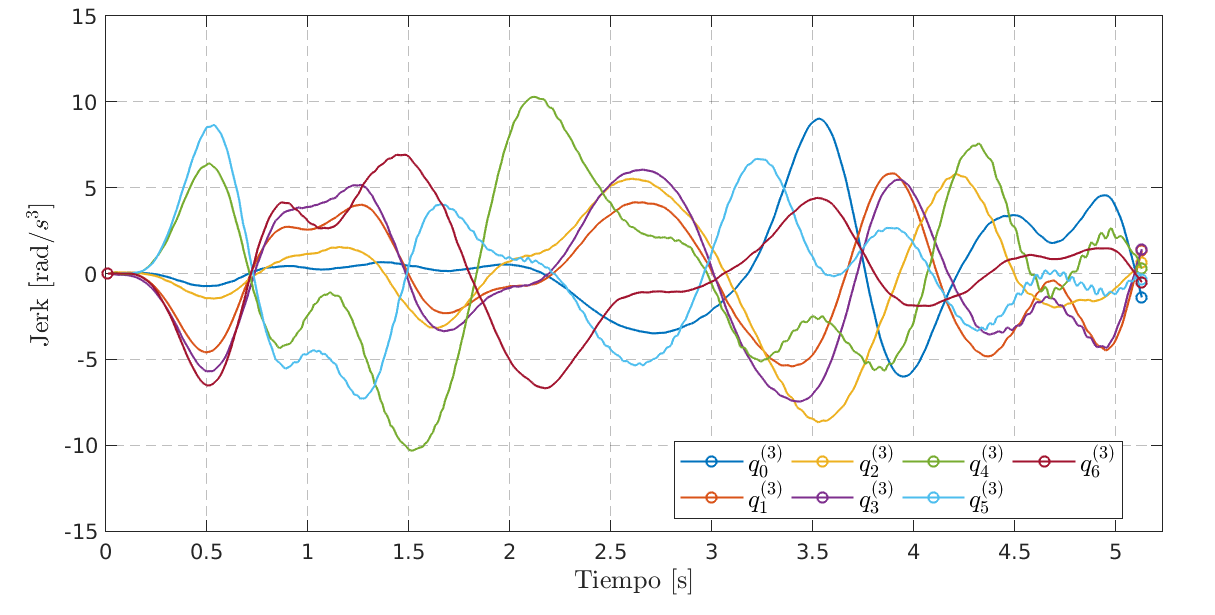 15
10
5
0
-5
-10
-15
Jerk [rad/s³]
0 0.5 1 1.5 2 2.5 3 3.5 4 4.5 5
Tiempo [s]
q₀⁽³⁾ q₂⁽³⁾ q₄⁽³⁾ q₆⁽³⁾
q₁⁽³⁾ q₃⁽³⁾ q₅⁽³⁾